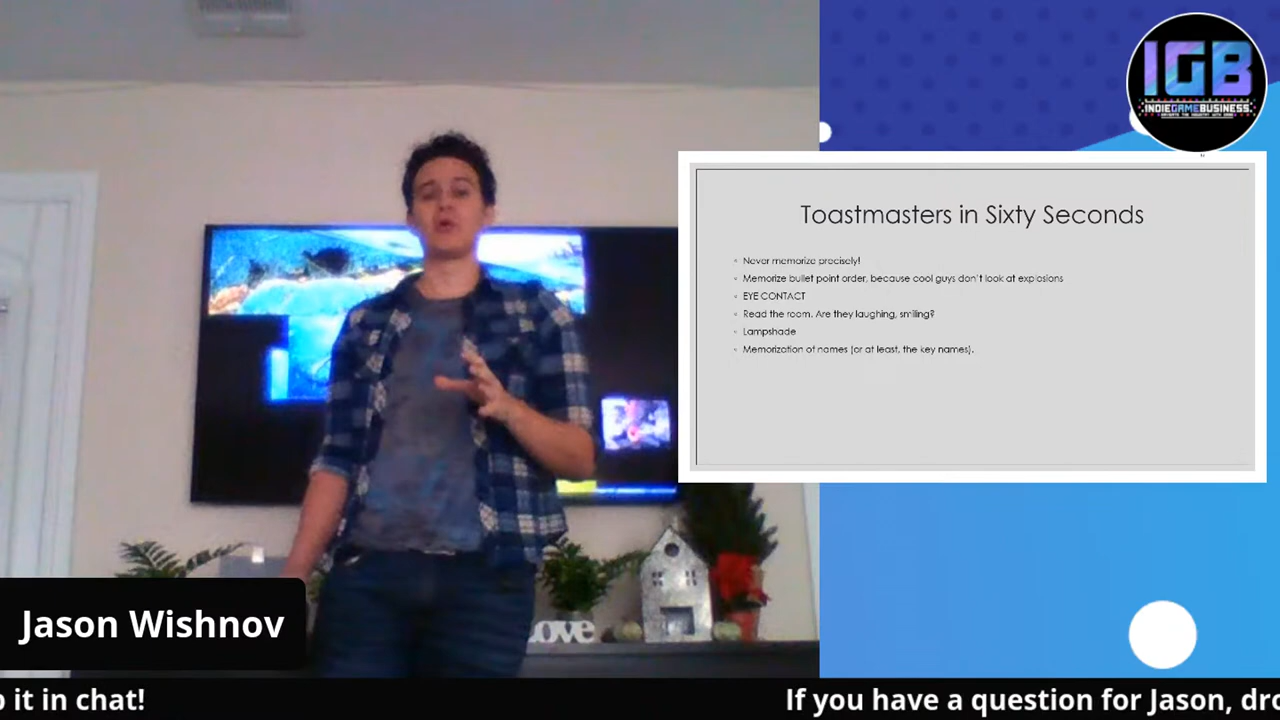 IGB
INDIEGAMEBUSINESS
Toastmasters in Sixty Seconds
Never memorize precisely!
Memorize bullet point order, because cool guys don't look at explosions
EYE CONTACT
Read the room. Are they laughing, smiling?
Lampshade
Memorization of names (or at least, the key names).
love
Jason Wishnov
o it in chat! If you have a question for Jason, dro